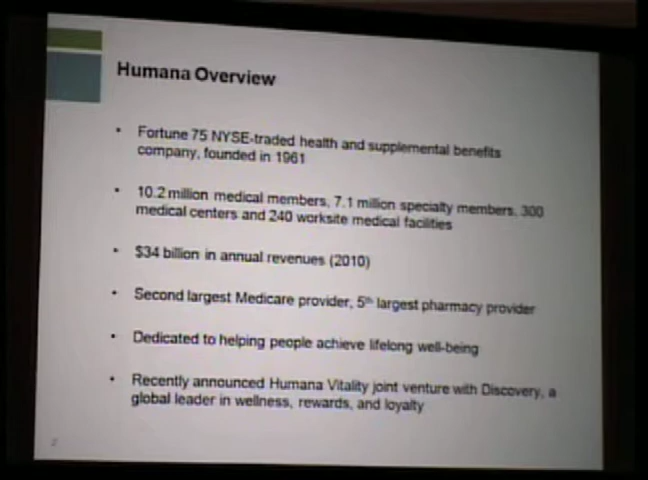 Humana Overview
• Fortune 75 NYSE-traded health and supplemental benefits
company, founded in 1961
• 10.2 million medical members, 7.1 million specialty members, 300
medical centers and 240 worksite medical facilities
• $34 billion in annual revenues (2010)
• Second largest Medicare provider, 5th largest pharmacy provider
• Dedicated to helping people achieve lifelong well-being
• Recently announced Humana Vitality joint venture with Discovery, a
global leader in wellness, rewards, and loyalty
2